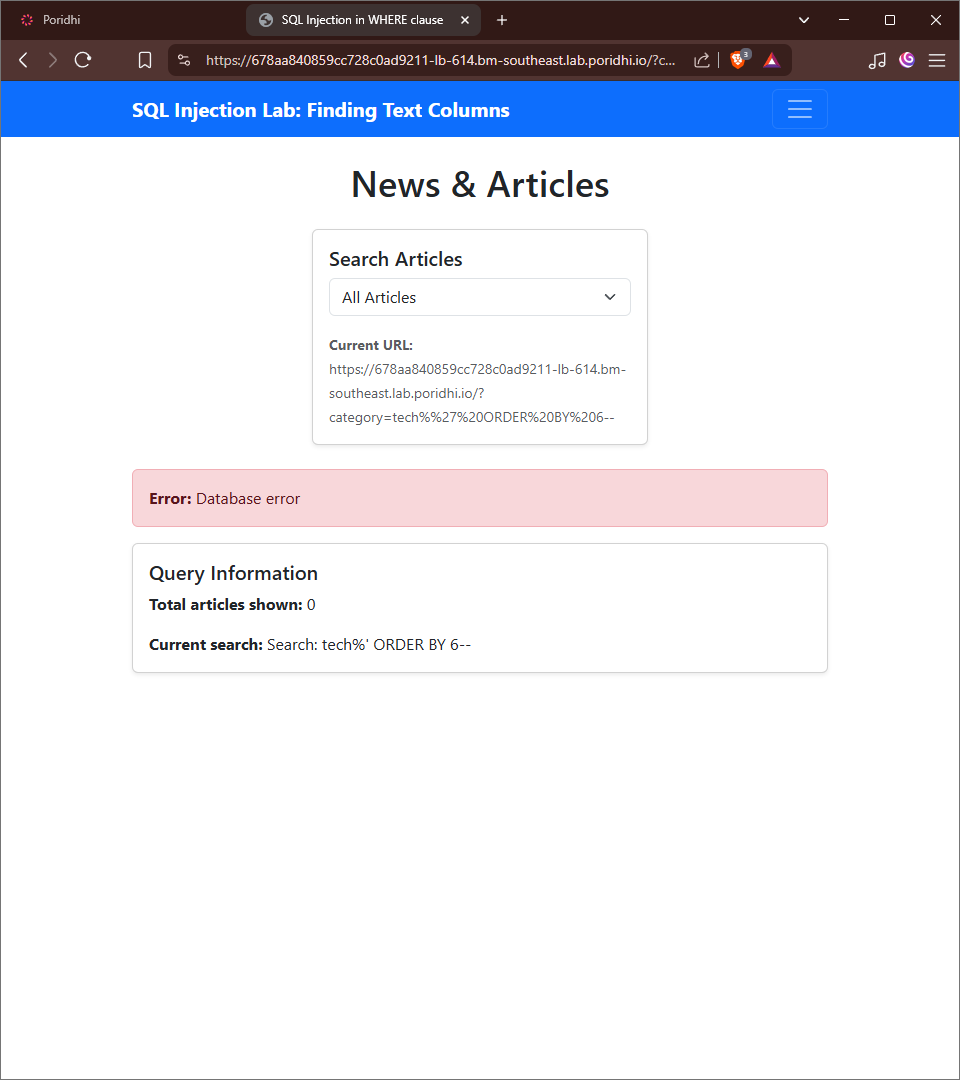 Poridhi
SQL Injection in WHERE clause
https://678aa840859cc728c0ad9211-lb-614.bm-southeast.lab.poridhi.io/?c...
3
SQL Injection Lab: Finding Text Columns
News & Articles
Search Articles
All Articles
Current URL:
https://678aa840859cc728c0ad9211-lb-614.bm-
southeast.lab.poridhi.io/?
category=tech%%27%20ORDER%20BY%206--
Error: Database error
Query Information
Total articles shown: 0
Current search: Search: tech%' ORDER BY 6--